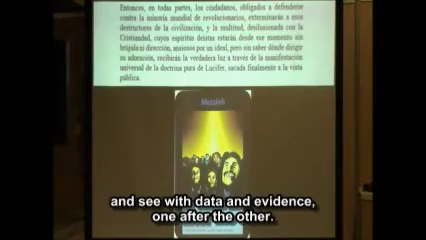 Entonces, en todas partes, los ciudadanos, obligados a defenderse
contra la minoría mundial de revolucionarios, exterminarán a esos
destructores de la civilización, y la multitud, desilusionada con la
Cristiandad, cuyos espíritus deístas estarán desde ese momento sin
brújula ni dirección, ansiosos por un ideal, pero sin saber dónde dirigir
su adoración, recibirán la verdadera luz a través de la manifestación
universal de la doctrina pura de Lucifer, sacada finalmente a la vista
pública.
Messiah
and see with data and evidence,
one after the other.